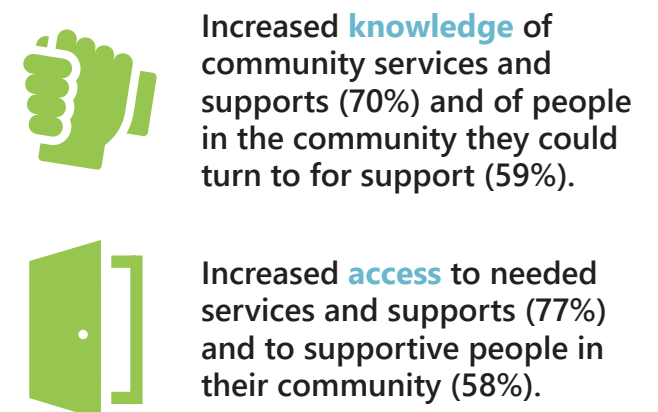 Increased knowledge of
community services and
supports (70%) and of people
in the community they could
turn to for support (59%).
Increased access to needed
services and supports (77%)
and to supportive people in
their community (58%).